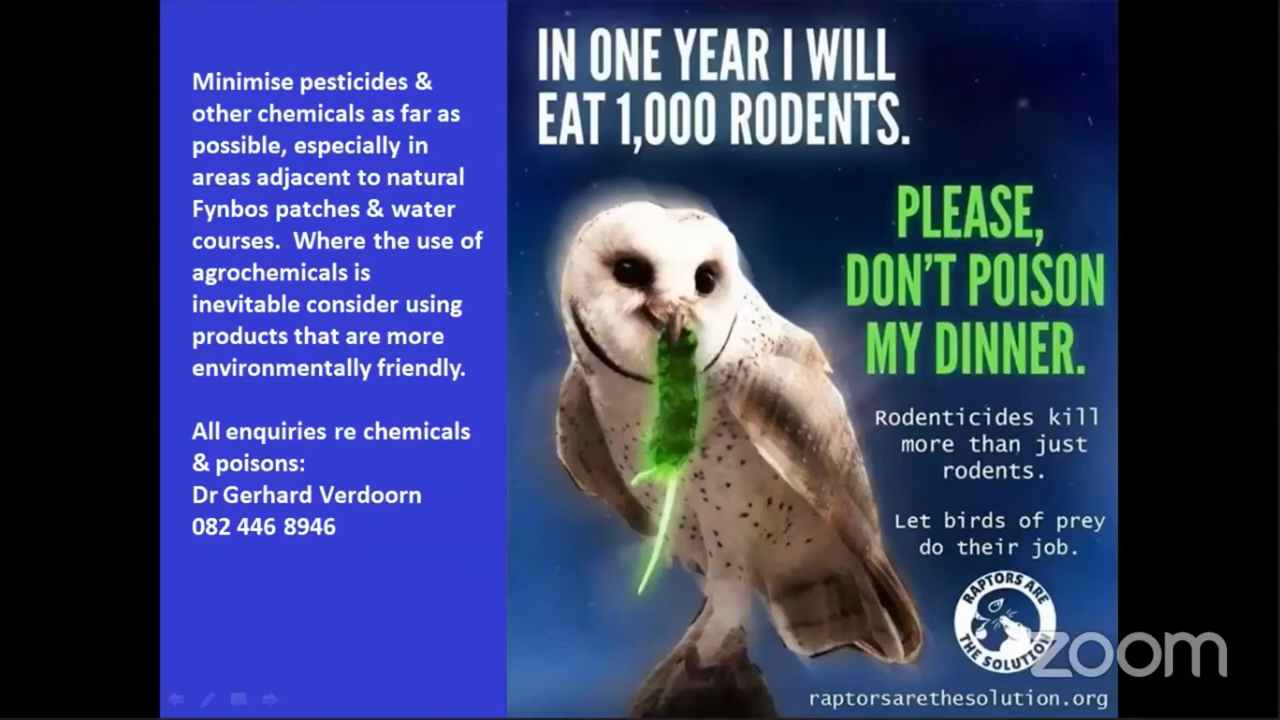 Minimise pesticides &
other chemicals as far as
possible, especially in
areas adjacent to natural
Fynbos patches & water
courses.  Where the use of
agrochemicals is
inevitable consider using
products that are more
environmentally friendly.
All enquiries re chemicals
& poisons:
Dr Gerhard Verdoorn
082 446 8946
IN ONE YEAR I WILL
EAT 1,000 RODENTS.
PLEASE,
DON'T POISON
MY DINNER.
Rodenticides kill
more than just
rodents.
Let birds of prey
do their job.
RAPTORS ARE
THE SOLUTION
zoom
raptorsarethesolution.org